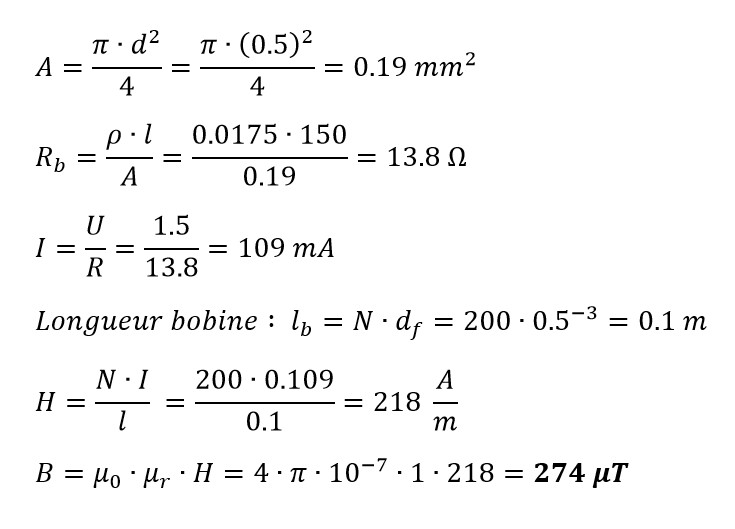 A = π · d² / 4 = π · (0.5)² / 4 = 0.19 mm²
R_b = ρ · l / A = 0.0175 · 150 / 0.19 = 13.8 Ω
I = U / R = 1.5 / 13.8 = 109 mA
Longueur bobine : l_b = N · d_f = 200 · 0.5⁻³ = 0.1 m
H = N · I / l = 200 · 0.109 / 0.1 = 218 A / m
B = μ₀ · μ_r · H = 4 · π · 10⁻⁷ · 1 · 218 = 274 μT